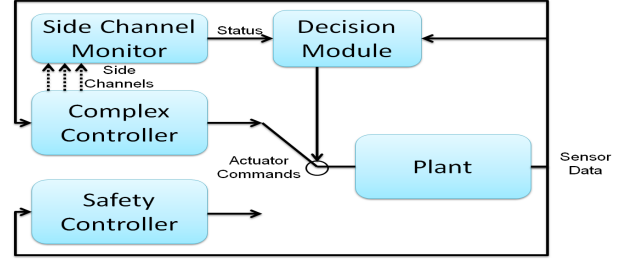 Side Channel
Monitor
Status
Decision
Module
Side
Channels
Complex
Controller
Actuator
Commands
Plant
Sensor
Data
Safety
Controller